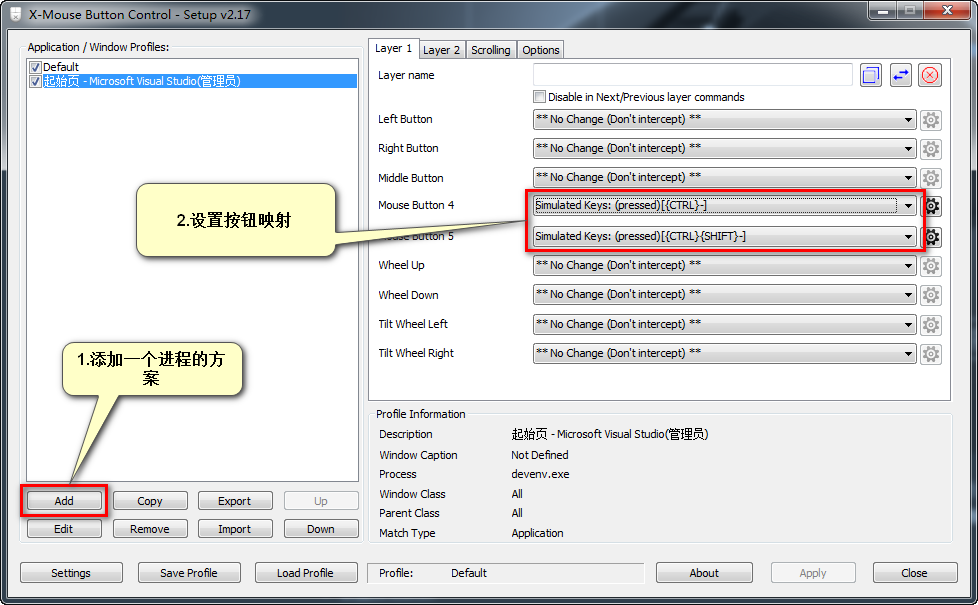 X-Mouse Button Control - Setup v2.17
Application / Window Profiles:
Default
起始页 - Microsoft Visual Studio(管理员)
Layer 1
Layer 2
Scrolling
Options
Layer name
Disable in Next/Previous layer commands
Left Button
** No Change (Don't intercept) **
Right Button
** No Change (Don't intercept) **
Middle Button
** No Change (Don't intercept) **
Mouse Button 4
Simulated Keys: (pressed)[{CTRL}-]
Mouse Button 5
Simulated Keys: (pressed)[{CTRL}{SHIFT}-]
Wheel Up
** No Change (Don't intercept) **
Wheel Down
** No Change (Don't intercept) **
Tilt Wheel Left
** No Change (Don't intercept) **
Tilt Wheel Right
** No Change (Don't intercept) **
2.设置按钮映射
1.添加一个进程的方
案
Profile Information
Description
起始页 - Microsoft Visual Studio(管理员)
Window Caption
Not Defined
Process
devenv.exe
Window Class
All
Parent Class
All
Match Type
Application
Add
Copy
Export
Up
Edit
Remove
Import
Down
Settings
Save Profile
Load Profile
Profile:
Default
About
Apply
Close